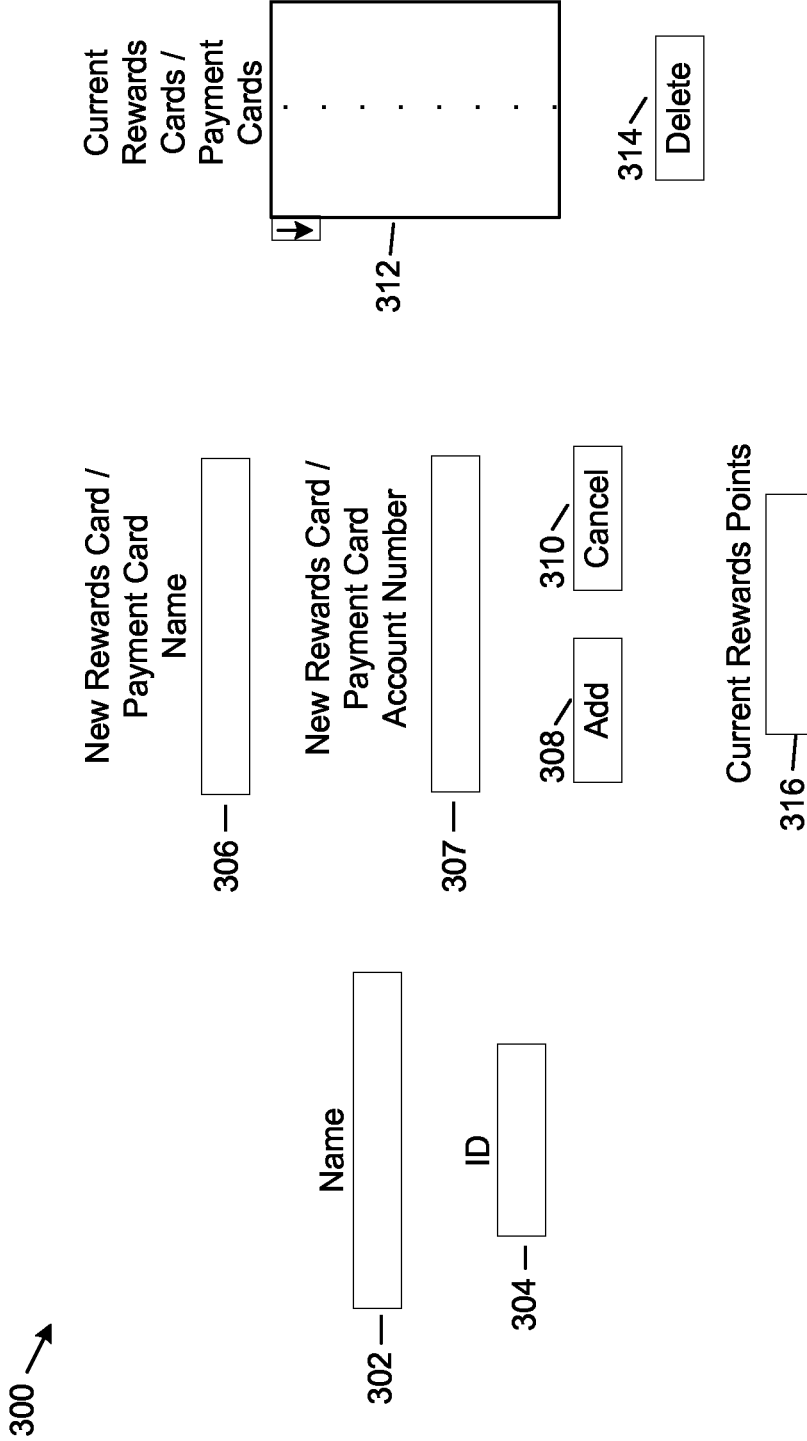 300
Name
302
ID
304
New Rewards Card /
Payment Card
Name
306
New Rewards Card /
Payment Card
Account Number
307
308
Add
310
Cancel
Current Rewards Points
316
Current
Rewards
Cards /
Payment
Cards
312
314
Delete